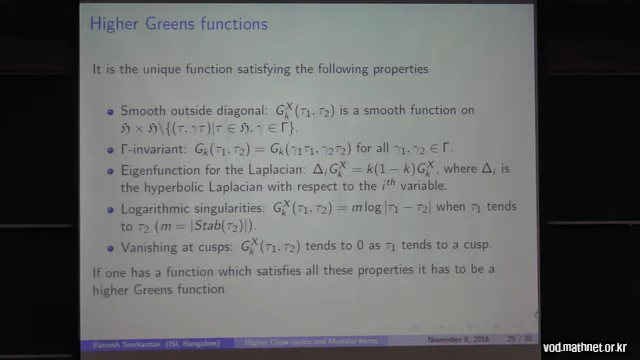 Higher Greens functions
It is the unique function satisfying the following properties
Smooth outside diagonal: G_k^X(τ₁, τ₂) is a smooth function on
ℌ × ℌ\{(τ, γτ)|τ ∈ ℌ, γ ∈ Γ}.
Γ-invariant: G_k(τ₁, τ₂) = G_k(γ₁τ₁, γ₂τ₂) for all γ₁, γ₂ ∈ Γ.
Eigenfunction for the Laplacian: Δ_i G_k^X = k(1 − k)G_k^X, where Δ_i is
the hyperbolic Laplacian with respect to the i^th variable.
Logarithmic singularities: G_k^X(τ₁, τ₂) = m log |τ₁ − τ₂| when τ₁ tends
to τ₂ (m = |Stab(τ₂)|).
Vanishing at cusps: G_k^X(τ₁, τ₂) tends to 0 as τ₁ tends to a cusp.
If one has a function which satisfies all these properties it has to be a
higher Greens function.
Ramesh Sreekantan (ISI, Bangalore) Higher Chow cycles and Modular forms November 8, 2016 25 / 35
vod.mathnet.or.kr